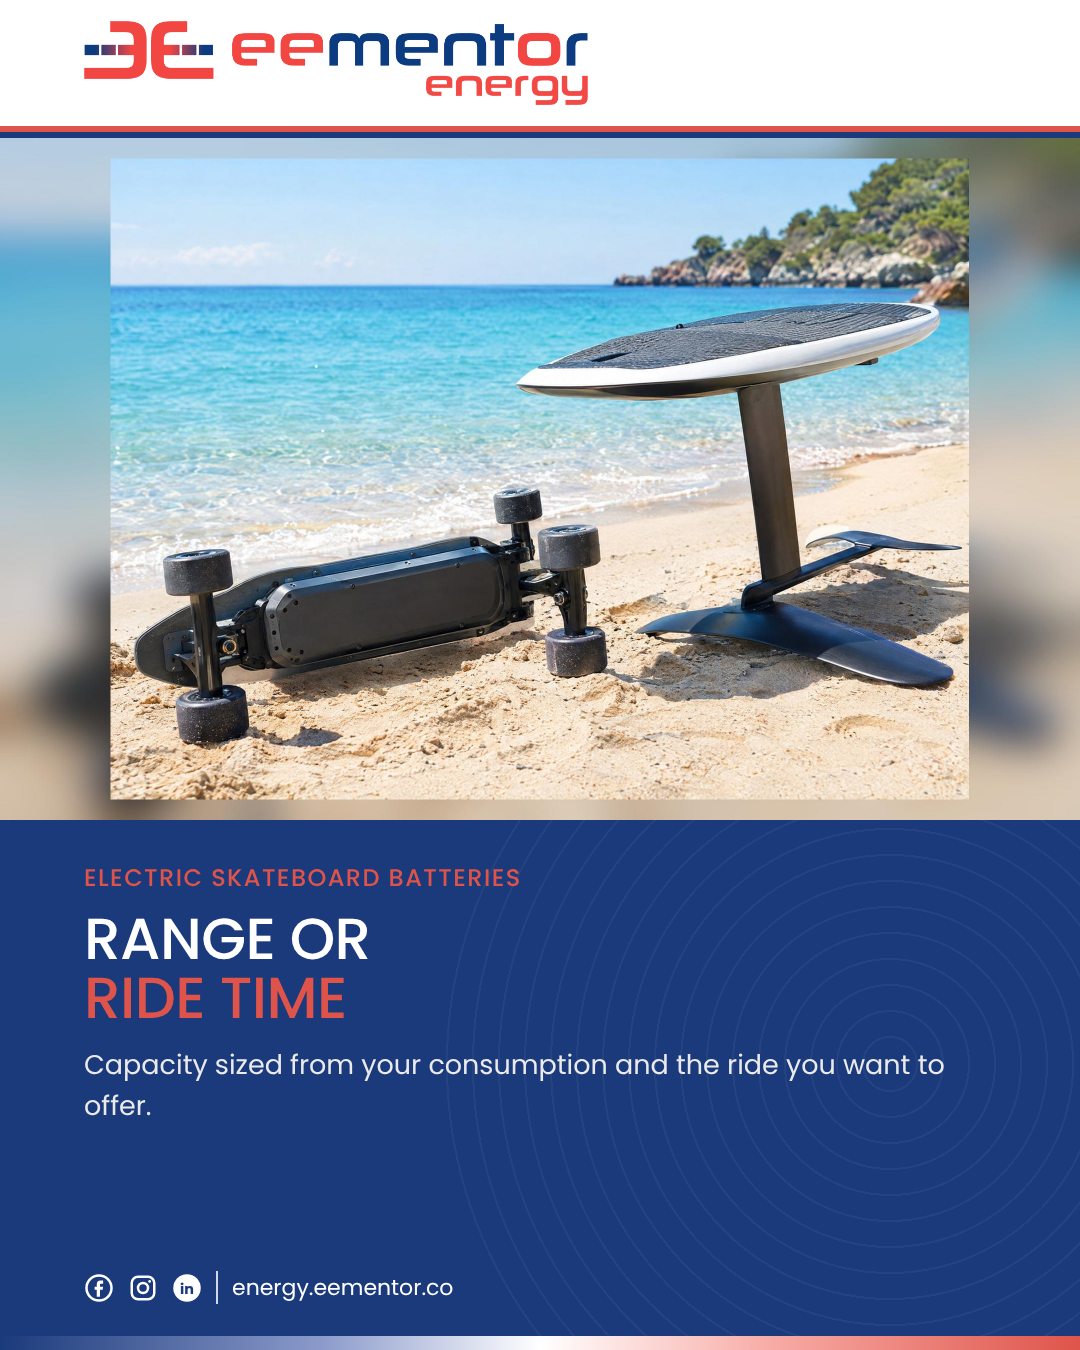 eementor
energy
ELECTRIC SKATEBOARD BATTERIES
RANGE OR
RIDE TIME
Capacity sized from your consumption and the ride you want to
offer.
energy.eementor.co